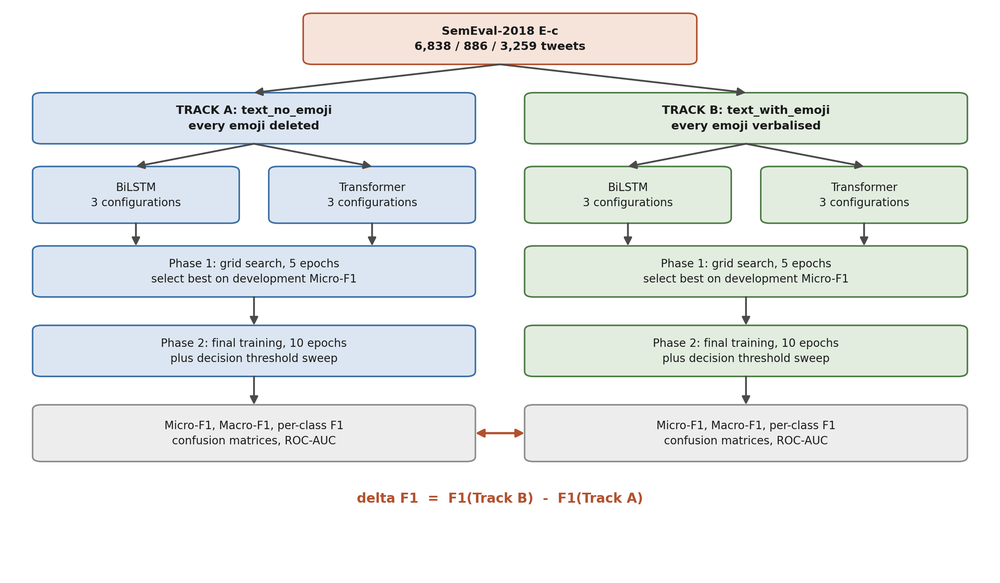 SemEval-2018 E-c
6,838 / 886 / 3,259 tweets
TRACK A: text_no_emoji
every emoji deleted
TRACK B: text_with_emoji
every emoji verbalised
BiLSTM
3 configurations
Transformer
3 configurations
BiLSTM
3 configurations
Transformer
3 configurations
Phase 1: grid search, 5 epochs
select best on development Micro-F1
Phase 1: grid search, 5 epochs
select best on development Micro-F1
Phase 2: final training, 10 epochs
plus decision threshold sweep
Phase 2: final training, 10 epochs
plus decision threshold sweep
Micro-F1, Macro-F1, per-class F1
confusion matrices, ROC-AUC
Micro-F1, Macro-F1, per-class F1
confusion matrices, ROC-AUC
delta F1 = F1(Track B) - F1(Track A)